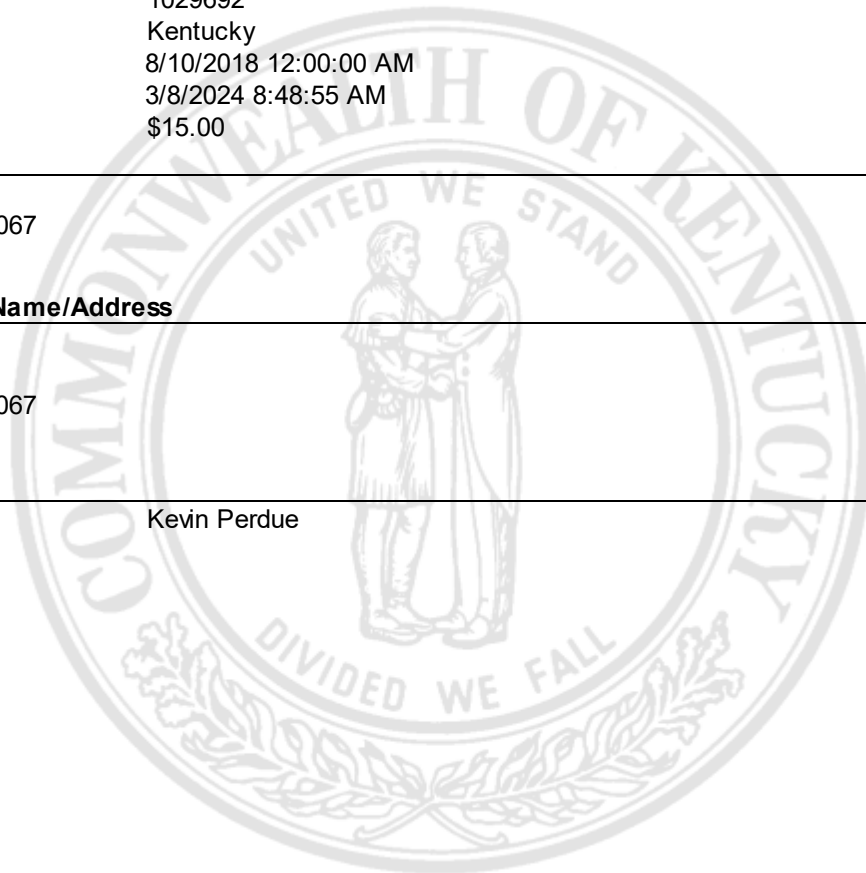 1029692
Kentucky
8/10/2018 12:00:00 AM
3/8/2024 8:48:55 AM
$15.00
067
Name/Address
067
Kevin Perdue
COMMONWEALTH OF KENTUCKY
UNITED WE STAND
DIVIDED WE FALL